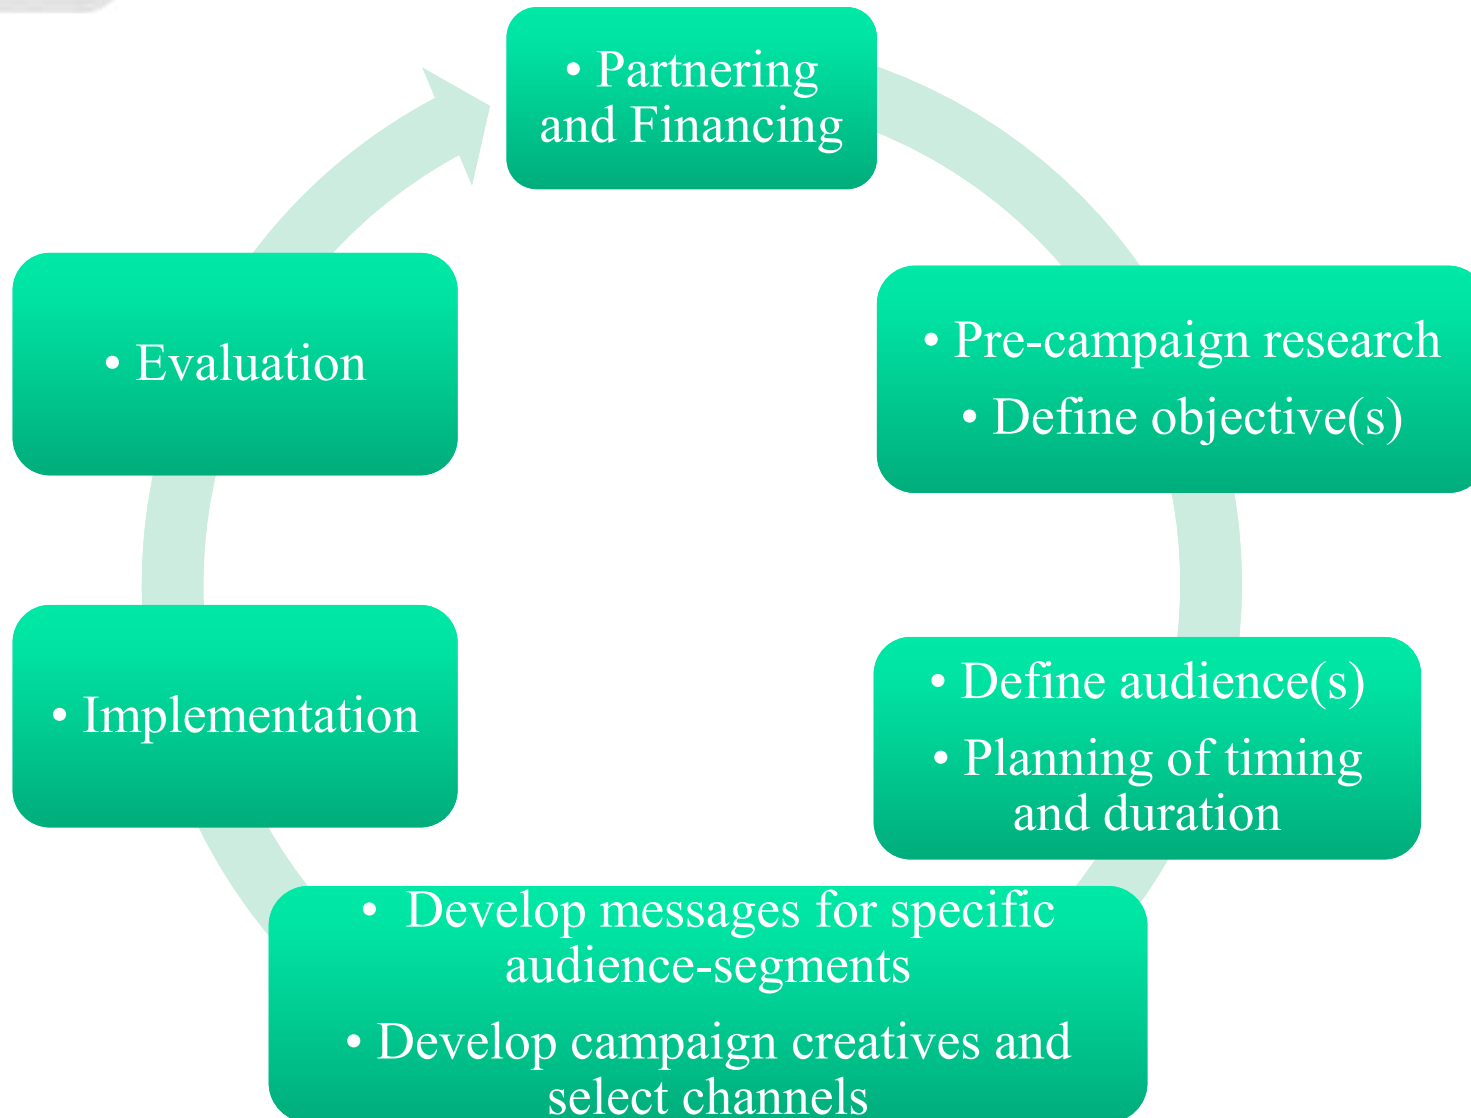 • Partnering
and Financing
• Pre-campaign research
• Define objective(s)
• Define audience(s)
• Planning of timing
and duration
• Develop messages for specific
audience-segments
• Develop campaign creatives and
select channels
• Implementation
• Evaluation